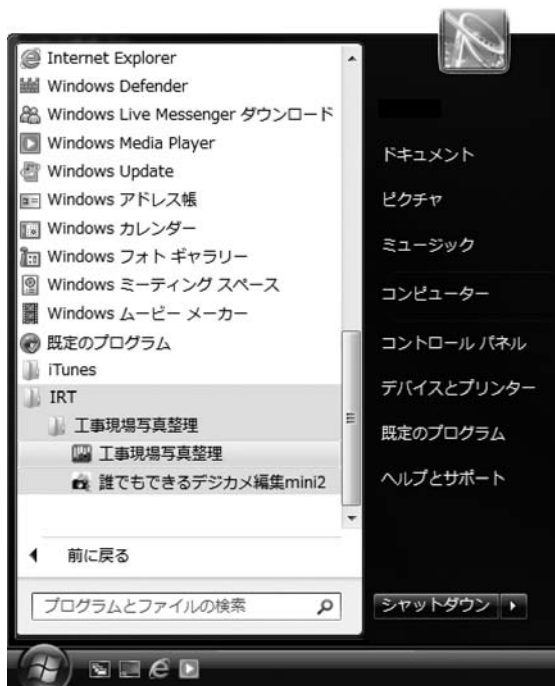 Internet Explorer
Windows Defender
Windows Live Messenger ダウンロード
Windows Media Player
Windows Update
Windows アドレス帳
Windows カレンダー
Windows フォト ギャラリー
Windows ミーティング スペース
Windows ムービー メーカー
既定のプログラム
iTunes
IRT
工事現場写真整理
工事現場写真整理
誰でもできるデジカメ編集mini2
前に戻る
プログラムとファイルの検索
ドキュメント
ピクチャ
ミュージック
コンピューター
コントロール パネル
デバイスとプリンター
既定のプログラム
ヘルプとサポート
シャットダウン